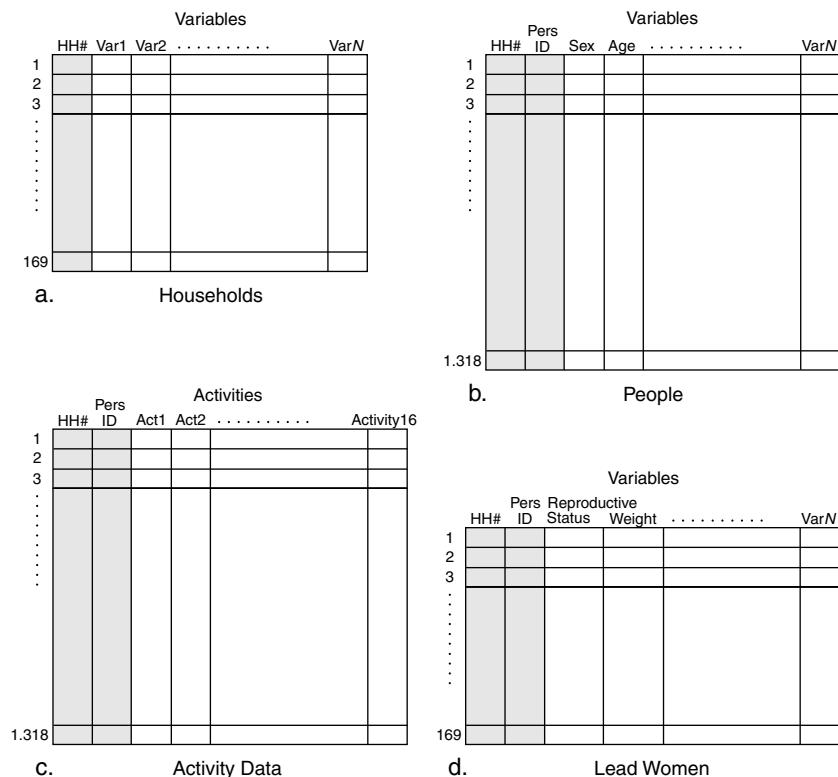 Variables
HH# Var1 Var2 . . . . . . . . . . VarN
1
2
3
169
a. Households
Variables
Pers
HH# ID Sex Age . . . . . . . . . . VarN
1
2
3
1.318
b. People
Activities
Pers
HH# ID Act1 Act2 . . . . . . . . . . Activity16
1
2
3
1.318
c. Activity Data
Variables
Pers Reproductive
HH# ID Status Weight . . . . . . . . . . VarN
1
2
3
169
d. Lead Women